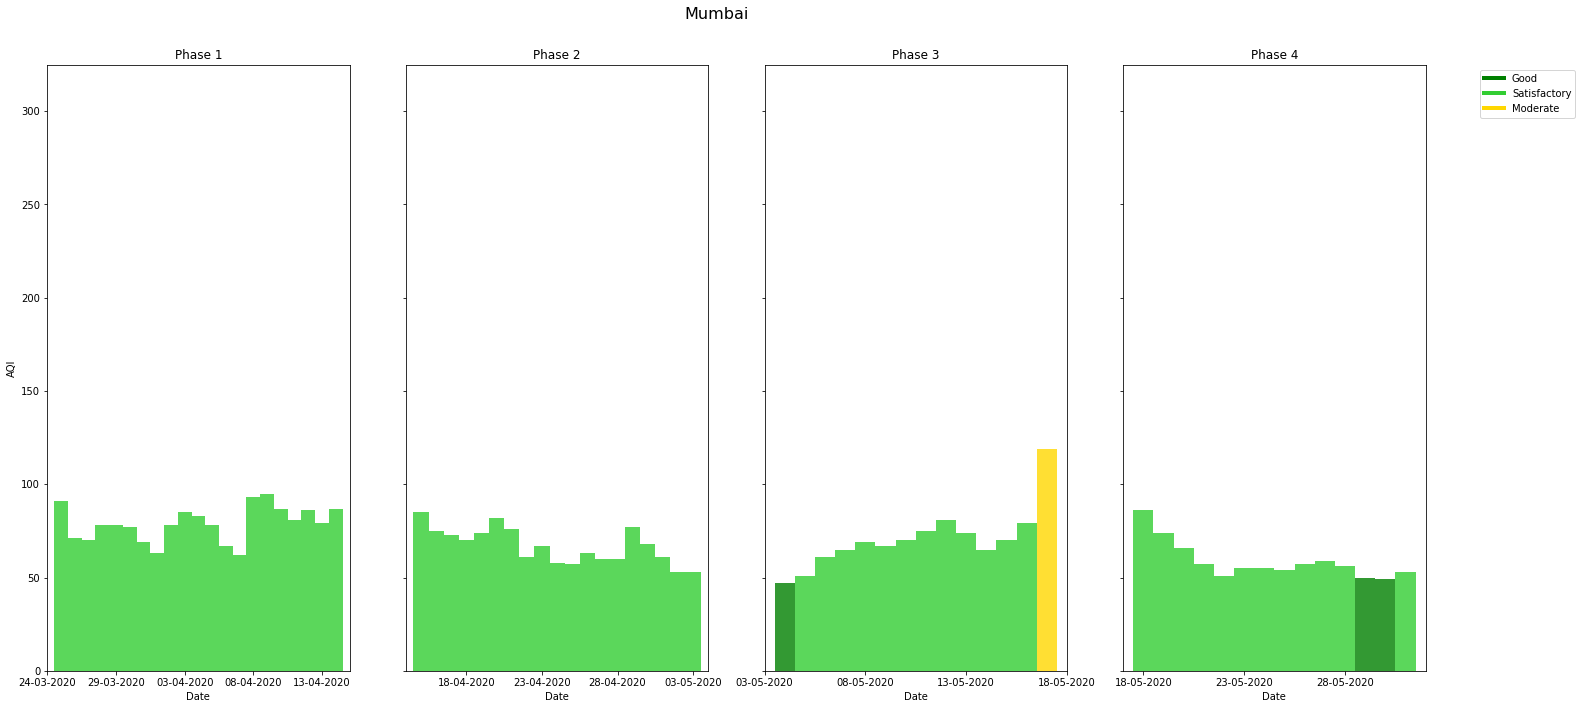 Mumbai
Phase 1
Phase 2
Phase 3
Phase 4
Good
Satisfactory
Moderate
300
250
200
150
100
50
0
AQI
24-03-2020 29-03-2020 03-04-2020 08-04-2020 13-04-2020
Date
18-04-2020 23-04-2020 28-04-2020 03-05-2020
Date
03-05-2020 08-05-2020 13-05-2020 18-05-2020
Date
18-05-2020 23-05-2020 28-05-2020
Date